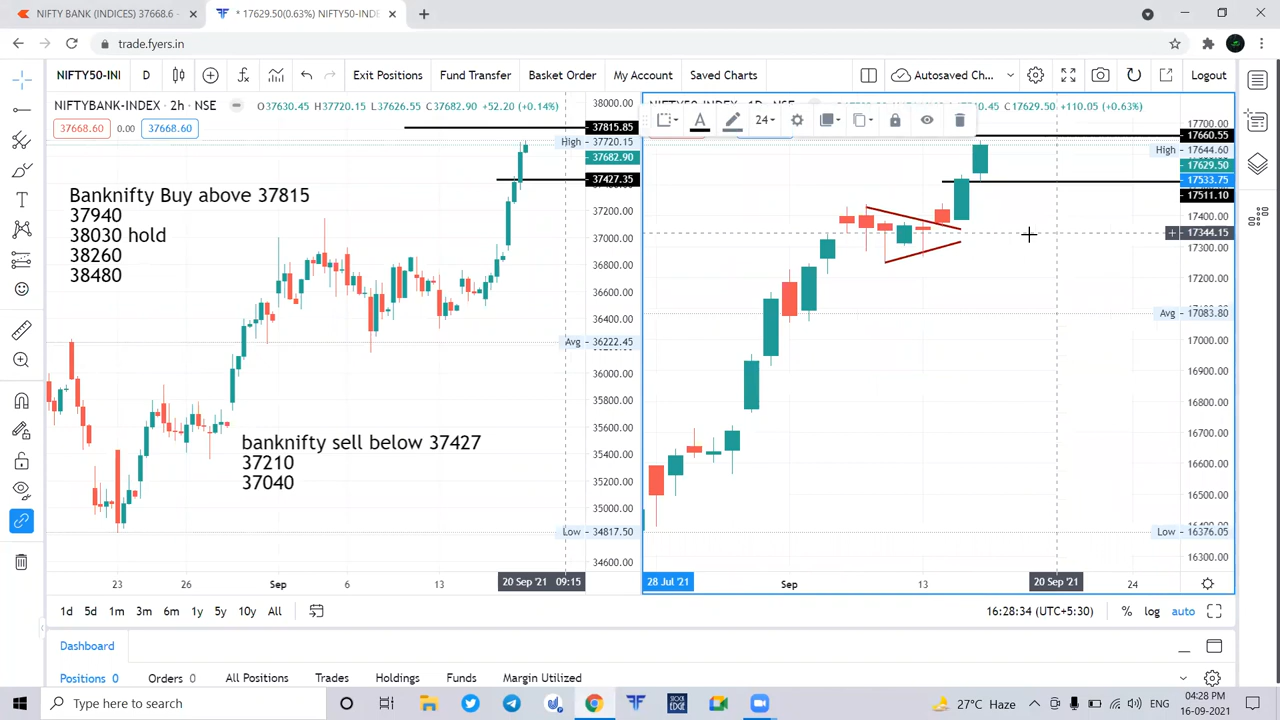 NIFTY BANK (INDICES) 37668.6
* 17629.50(0.63%) NIFTY50-INDE
trade.fyers.in
NIFTY50-INI
D
Exit Positions
Fund Transfer
Basket Order
My Account
Saved Charts
Autosaved Ch...
Logout
NIFTYBANK-INDEX · 2h · NSE
O37630.45 H37720.15 L37626.55 C37682.90 +52.20 (+0.14%)
37668.60 0.00 37668.60
24
C17629.50 +110.05 (+0.63%)
Banknifty Buy above 37815
37940
38030 hold
38260
38480
banknifty sell below 37427
37210
37040
38000.00
37815.85
High - 37720.15
37682.90
37427.35
37200.00
37000.00
36800.00
36600.00
36400.00
Avg - 36222.45
36000.00
35800.00
35600.00
35400.00
35200.00
35000.00
Low - 34817.50
34600.00
17700.00
17660.55
High - 17644.60
17629.50
17533.75
17511.10
17400.00
17344.15
17300.00
17200.00
Avg - 17083.80
17000.00
16900.00
16800.00
16700.00
16600.00
16500.00
Low - 16376.05
16300.00
23
26
Sep
6
13
20 Sep '21 09:15
28 Jul '21
Sep
13
20 Sep '21
24
1d 5d 1m 3m 6m 1y 5y 10y All
16:28:34 (UTC+5:30)
% log auto
Dashboard
Positions 0
Orders 0
All Positions
Trades
Holdings
Funds
Margin Utilized
Type here to search
STOCK
EDGE
27°C Haze
ENG
04:28 PM
16-09-2021